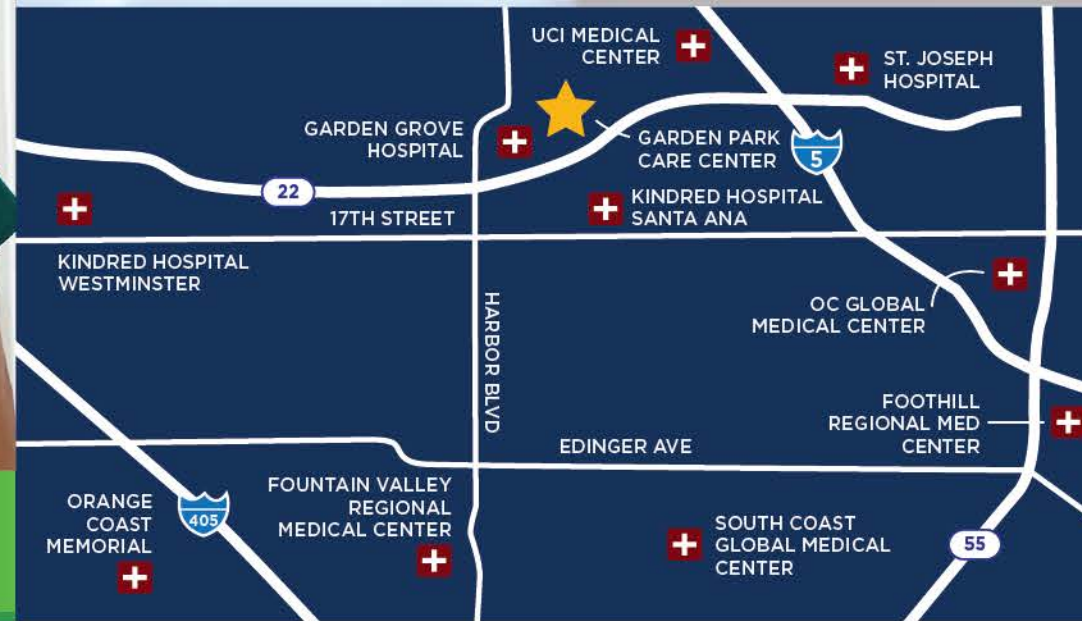 UCI MEDICAL
CENTER
ST. JOSEPH
HOSPITAL
GARDEN GROVE
HOSPITAL
GARDEN PARK
CARE CENTER
5
22
17TH STREET
KINDRED HOSPITAL
SANTA ANA
KINDRED HOSPITAL
WESTMINSTER
OC GLOBAL
MEDICAL CENTER
HARBOR BLVD
FOOTHILL
REGIONAL MED
CENTER
EDINGER AVE
ORANGE
COAST
MEMORIAL
405
FOUNTAIN VALLEY
REGIONAL
MEDICAL CENTER
SOUTH COAST
GLOBAL MEDICAL
CENTER
55